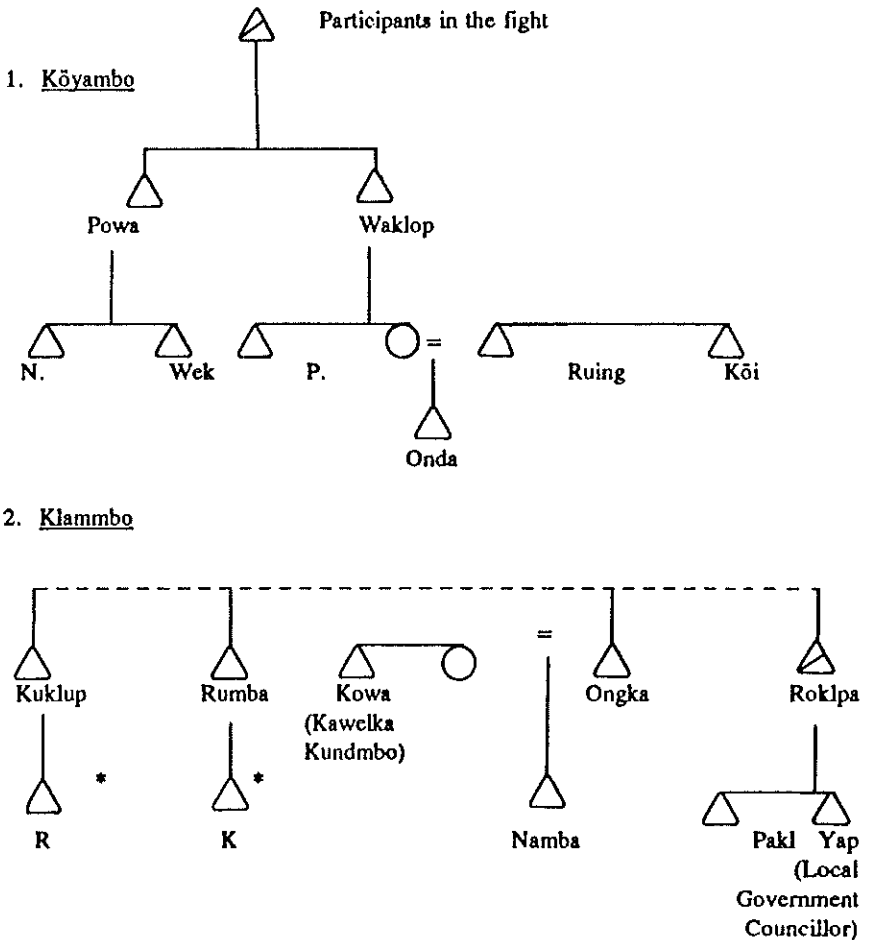 Participants in the fight
1. Köyambo
Powa Waklop
N. Wek P. = Ruing Köi
Onda
2. Klammbo
=
Kuklup Rumba Kowa Ongka Roklpa
(Kawelka
Kundmbo)
* *
R K Namba Pakl Yap
(Local
Government
Councillor)